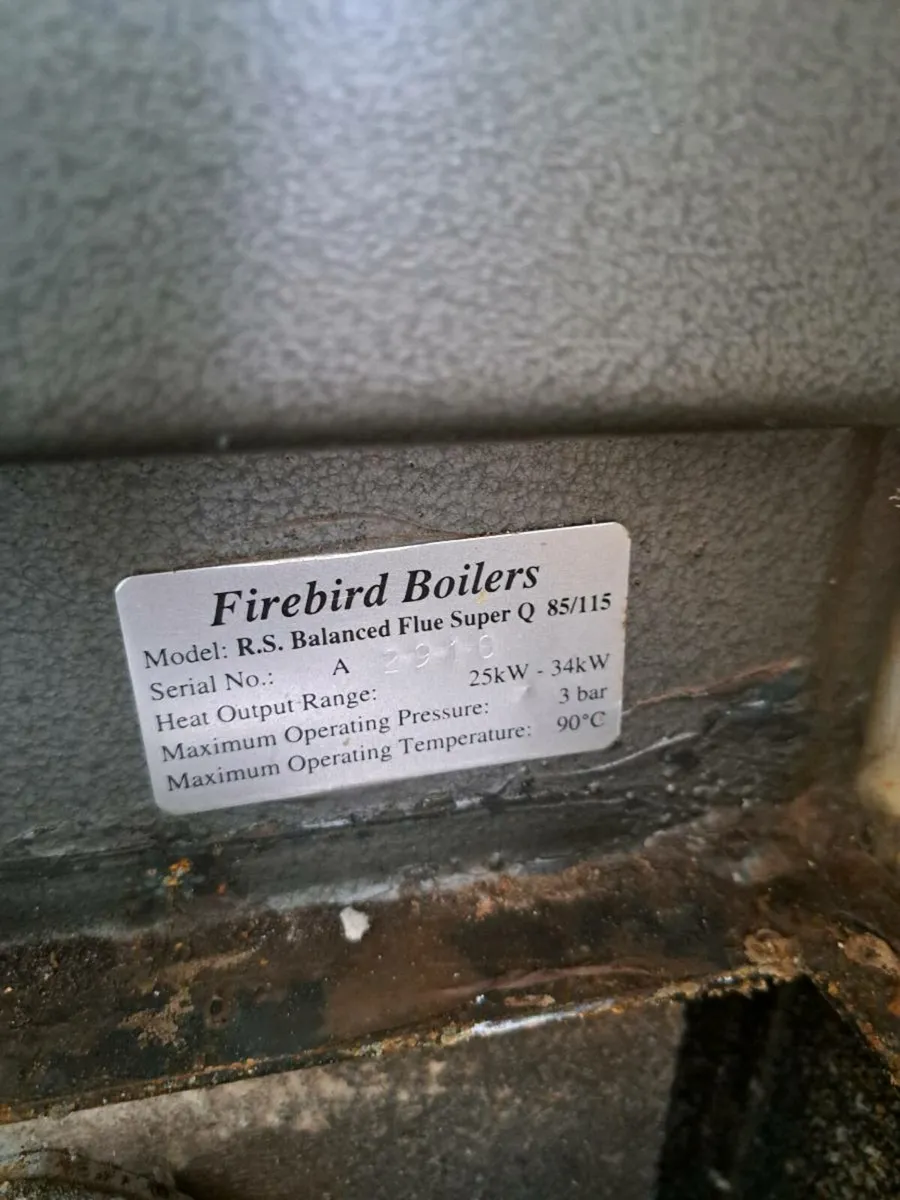 Firebird Boilers
Model: R.S. Balanced Flue Super Q 85/115
Serial No.: A 2910
Heat Output Range: 25kW - 34kW
Maximum Operating Pressure: 3 bar
Maximum Operating Temperature: 90°C